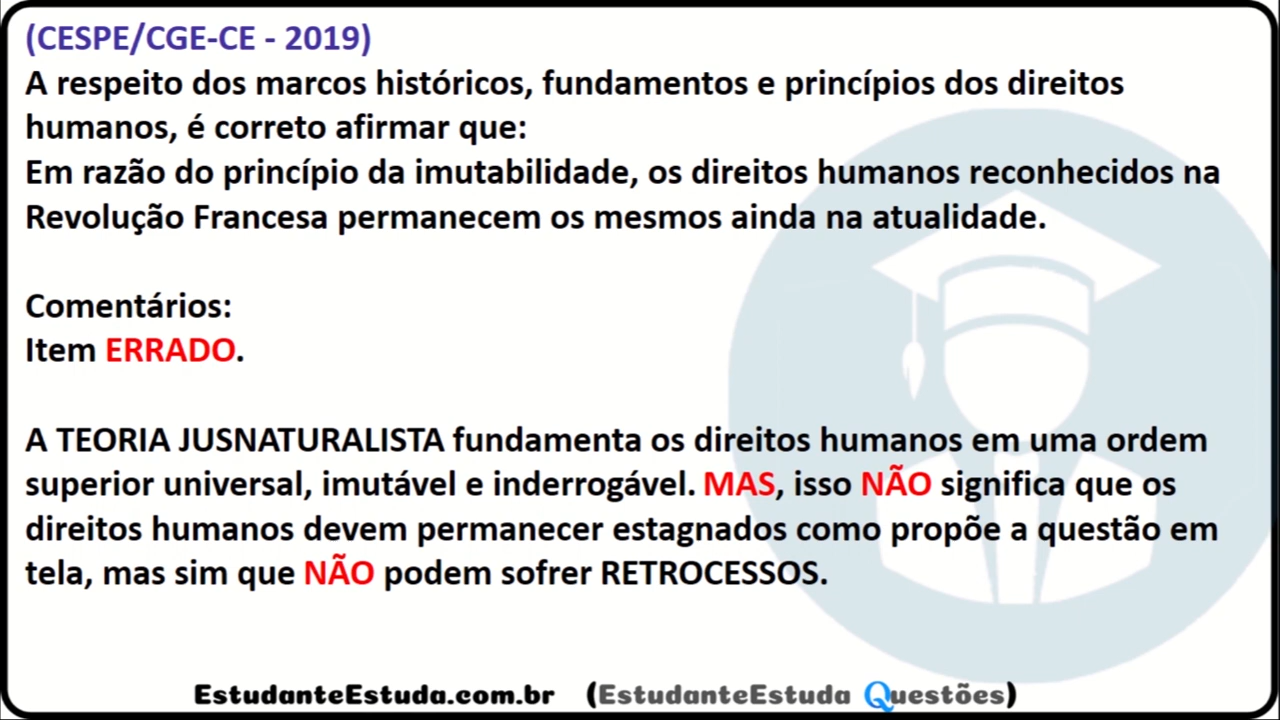 (CESPE/CGE-CE - 2019)
A respeito dos marcos históricos, fundamentos e princípios dos direitos
humanos, é correto afirmar que:
Em razão do princípio da imutabilidade, os direitos humanos reconhecidos na
Revolução Francesa permanecem os mesmos ainda na atualidade.
Comentários:
Item ERRADO.
A TEORIA JUSNATURALISTA fundamenta os direitos humanos em uma ordem
superior universal, imutável e inderrogável. MAS, isso NÃO significa que os
direitos humanos devem permanecer estagnados como propõe a questão em
tela, mas sim que NÃO podem sofrer RETROCESSOS.
EstudanteEstuda.com.br (EstudanteEstuda Questões)